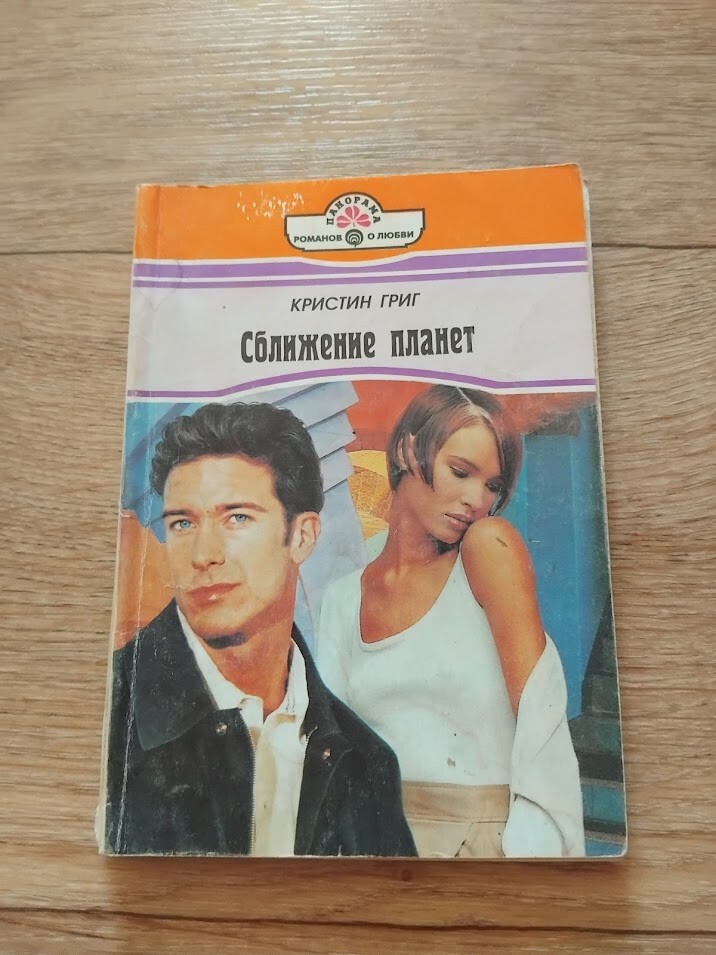 ПАНОРАМА
РОМАНОВ О ЛЮБВИ
КРИСТИН ГРИГ
Сближение планет